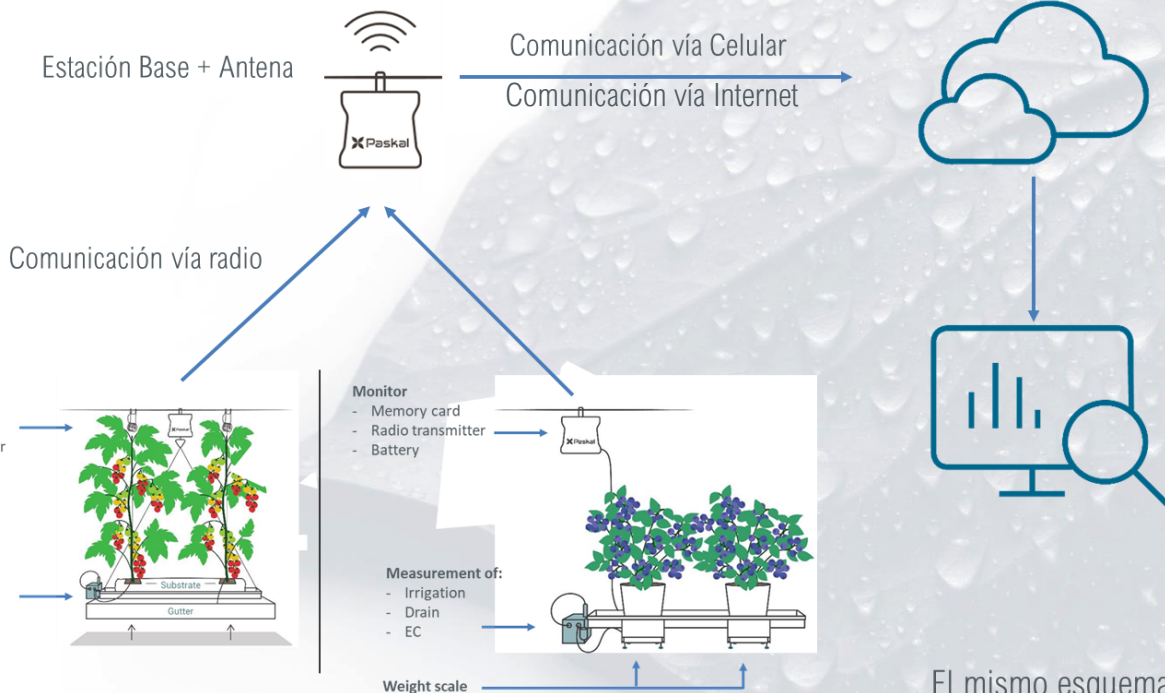 Estación Base + Antena
Comunicación vía Celular
Comunicación vía Internet
Paskal
Comunicación vía radio
Monitor
- Memory card
- Radio transmitter
- Battery
Paskal
Substrate
Gutter
Measurement of:
- Irrigation
- Drain
- EC
Weight scale
El mismo esquema